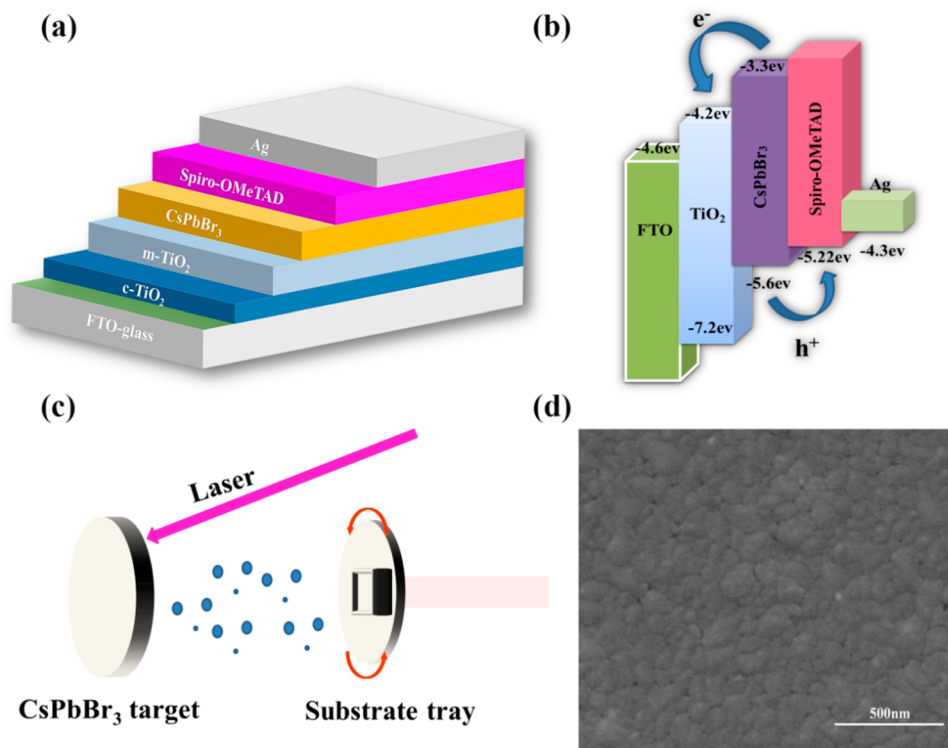 (a)
Ag
Spiro-OMeTAD
CsPbBr₃
m-TiO₂
c-TiO₂
FTO-glass
(b)
e⁻
-3.3ev
-4.2ev
-4.6ev
FTO
TiO₂
CsPbBr₃
Spiro-OMeTAD
Ag
-5.22ev
-4.3ev
-5.6ev
-7.2ev
h⁺
(c)
Laser
CsPbBr₃ target
Substrate tray
(d)
500nm